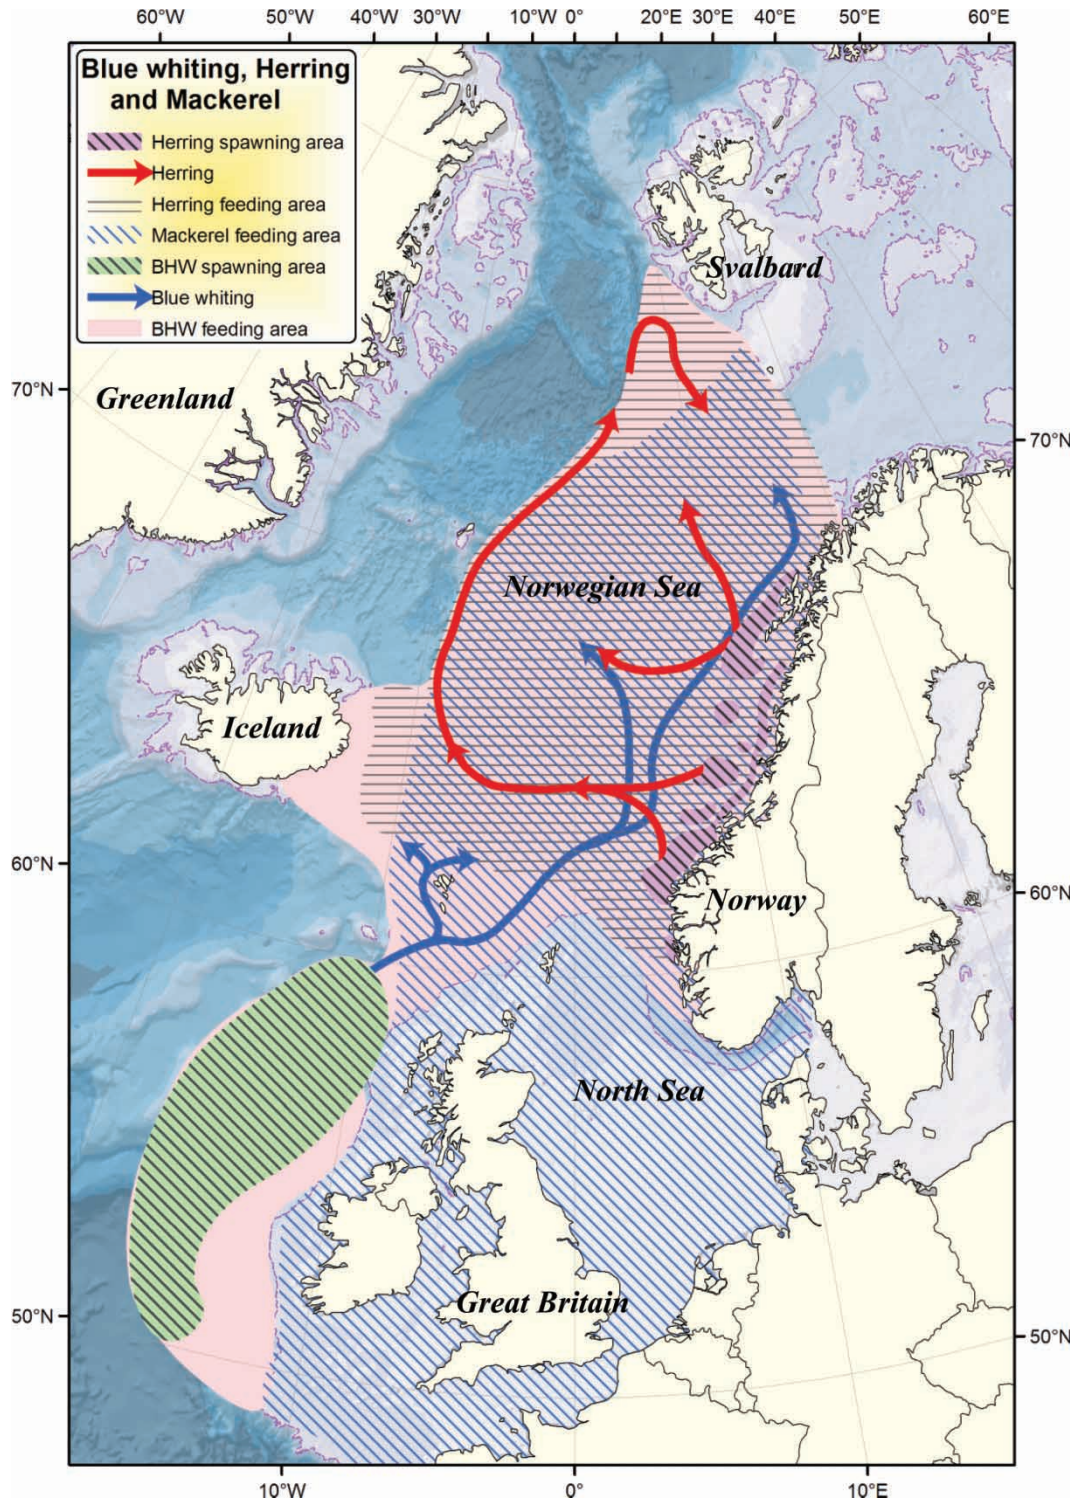 60°W 50°W 40°W 30°W 10°W 0° 20°E 30°E 40°E 50°E 60°E
Blue whiting, Herring
and Mackerel
Herring spawning area
Herring
Herring feeding area
Mackerel feeding area
BHW spawning area
Blue whiting
BHW feeding area
Svalbard
70°N
Greenland
70°N
Norwegian Sea
Iceland
60°N
60°N
Norway
North Sea
Great Britain
50°N
50°N
10°W 0° 10°E